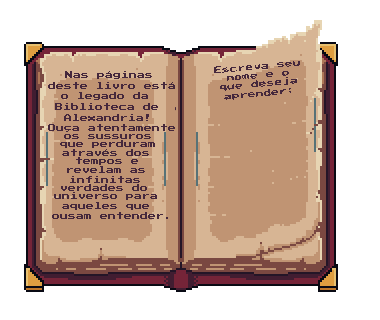 Nas páginas
deste livro está
o legado da
Biblioteca de
Alexandria!
Ouça atentamente
os sussuros
que perduram
através dos
tempos e
revelam as
infinitas
verdades do
universo para
aqueles que
ousam entender.
Escreva seu
nome e o
que deseja
aprender: